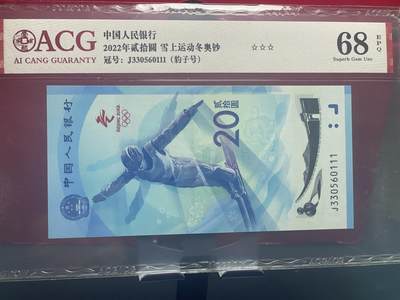 ACG
AI CANG GUARANTY
中国人民银行
2022年贰拾圆 雪上运动冬奥钞
冠号: J330560111 (豹子号)
☆☆☆
68
EPQ
Superb Gem Unc
中国人民银行
贰拾圆
20
J330560111